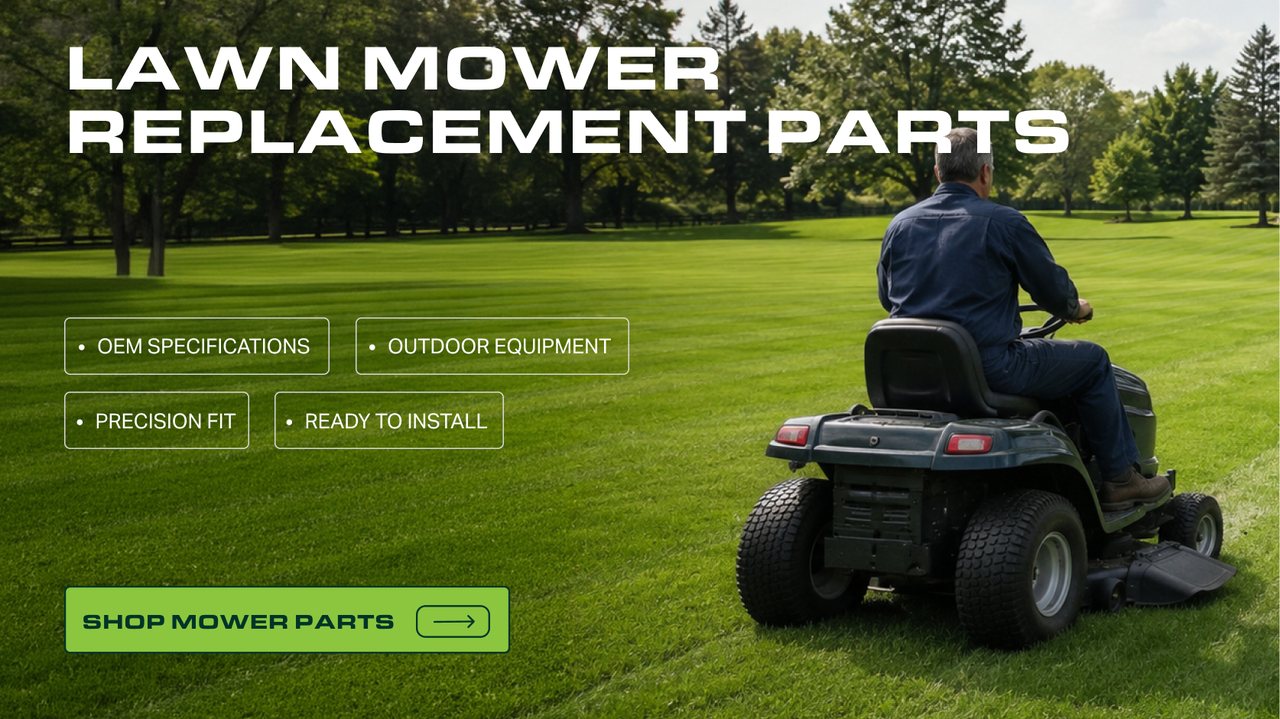 LAWN MOWER
REPLACEMENT PARTS
• OEM SPECIFICATIONS
• OUTDOOR EQUIPMENT
• PRECISION FIT
• READY TO INSTALL
SHOP MOWER PARTS